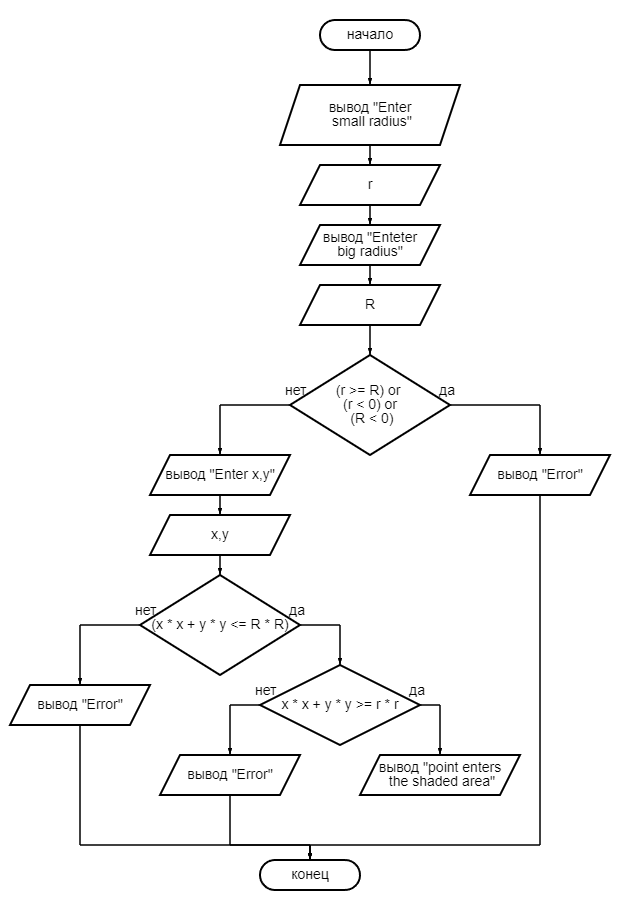 начало
вывод "Enter
small radius"
r
вывод "Enteter
big radius"
R
нет
(r >= R) or
(r < 0) or
(R < 0)
да
вывод "Enter x,y"
вывод "Error"
x,y
нет
(x * x + y * y <= R * R)
да
нет
x * x + y * y >= r * r
да
вывод "Error"
вывод "Error"
вывод "point enters
the shaded area"
конец